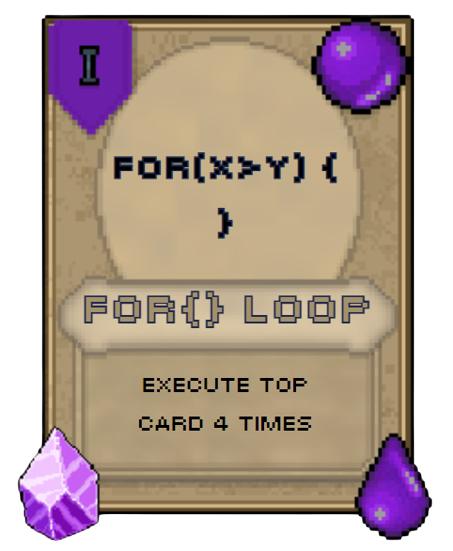 I
FOR(X>Y) {
}
FOR{} LOOP
EXECUTE TOP
CARD 4 TIMES